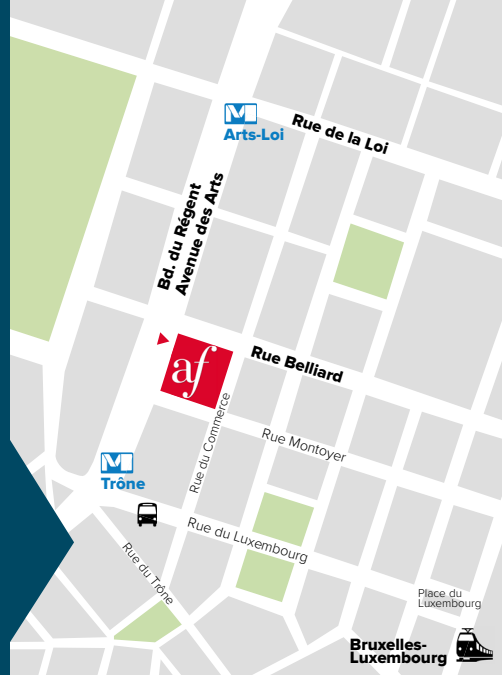 M
Arts-Loi
Rue de la Loi
Bd. du Régent
Avenue des Arts
af
Rue Belliard
Rue du Commerce
Rue Montoyer
M
Trône
Rue du Luxembourg
Rue du Trône
Place du
Luxembourg
Bruxelles-
Luxembourg